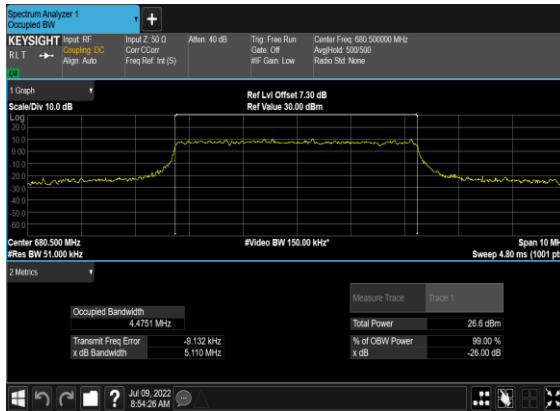 Spectrum Analyzer 1
Occupied BW
+
KEYSIGHT Input: RF Input Z: 50 Ω Atten: 40 dB Trig: Free Run Center Freq: 680.500000 MHz
RLT Coupling: DC Corr CCorr Gate: Off Avg|Hold: 500/500
Align: Auto Freq Ref: Int (S) #IF Gain: Low Radio Std: None
1 Graph
Ref Lvl Offset 7.30 dB
Scale/Div 10.0 dB Ref Value 30.00 dBm
Log
20.0
10.0
0.00
-10.0
-20.0
-30.0
-40.0
-50.0
-60.0
Center 680.500 MHz #Video BW 150.00 kHz* Span 10 MH
#Res BW 51.000 kHz Sweep 4.80 ms (1001 pt
2 Metrics
Measure Trace Trace 1
Occupied Bandwidth
4.4751 MHz Total Power 26.6 dBm
Transmit Freq Error -9.132 kHz % of OBW Power 99.00 %
x dB Bandwidth 5.110 MHz x dB -26.00 dB
? Jul 09, 2022
8:54:26 AM